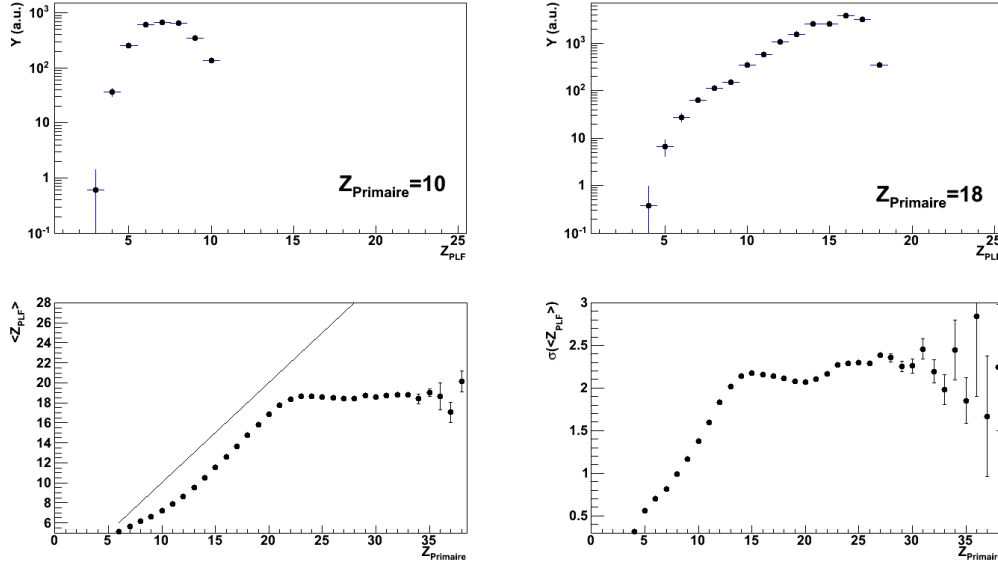 Y (a.u.)
10³
10²
10
1
10⁻¹
Z_Primaire=10
5 10 15 20 25
Z_PLF
Y (a.u.)
10³
10²
10
1
10⁻¹
Z_Primaire=18
5 10 15 20 25
Z_PLF
<Z_PLF>
28
26
24
22
20
18
16
14
12
10
8
6
0 5 10 15 20 25 30 35
Z_Primaire
σ(<Z_PLF>)
3
2.5
2
1.5
1
0.5
0 5 10 15 20 25 30 35
Z_Primaire